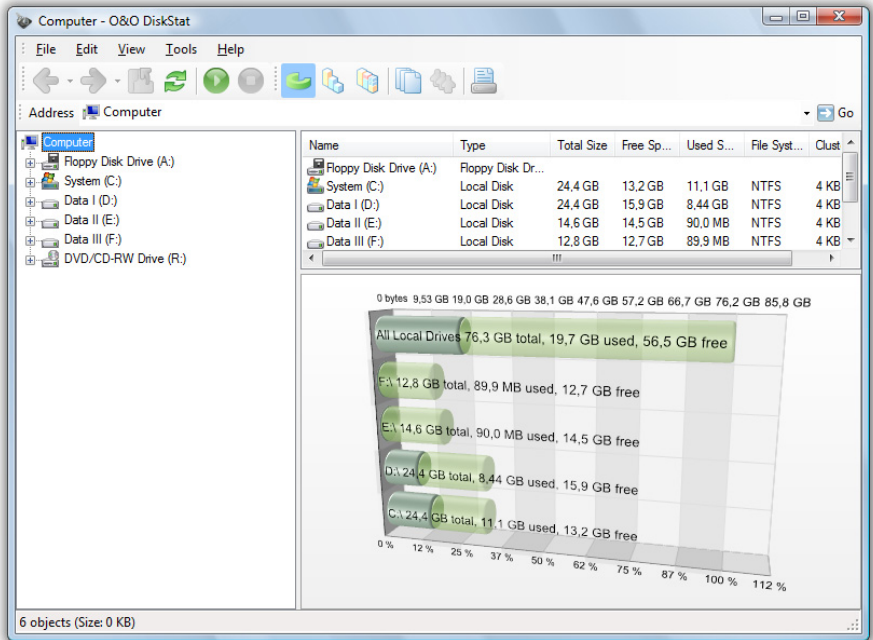 Computer - O&O DiskStat
File Edit View Tools Help
Address Computer Go
Computer
Floppy Disk Drive (A:)
System (C:)
Data I (D:)
Data II (E:)
Data III (F:)
DVD/CD-RW Drive (R:)
Name Type Total Size Free Sp... Used S... File Syst... Clust
Floppy Disk Drive (A:) Floppy Disk Dr...
System (C:) Local Disk 24,4 GB 13,2 GB 11,1 GB NTFS 4 KB
Data I (D:) Local Disk 24,4 GB 15,9 GB 8,44 GB NTFS 4 KB
Data II (E:) Local Disk 14,6 GB 14,5 GB 90,0 MB NTFS 4 KB
Data III (F:) Local Disk 12,8 GB 12,7 GB 89,9 MB NTFS 4 KB
0 bytes 9,53 GB 19,0 GB 28,6 GB 38,1 GB 47,6 GB 57,2 GB 66,7 GB 76,2 GB 85,8 GB
All Local Drives 76,3 GB total, 19,7 GB used, 56,5 GB free
F:\ 12,8 GB total, 89,9 MB used, 12,7 GB free
E:\ 14,6 GB total, 90,0 MB used, 14,5 GB free
D:\ 24,4 GB total, 8,44 GB used, 15,9 GB free
C:\ 24,4 GB total, 11,1 GB used, 13,2 GB free
0 % 12 % 25 % 37 % 50 % 62 % 75 % 87 % 100 % 112 %
6 objects (Size: 0 KB)